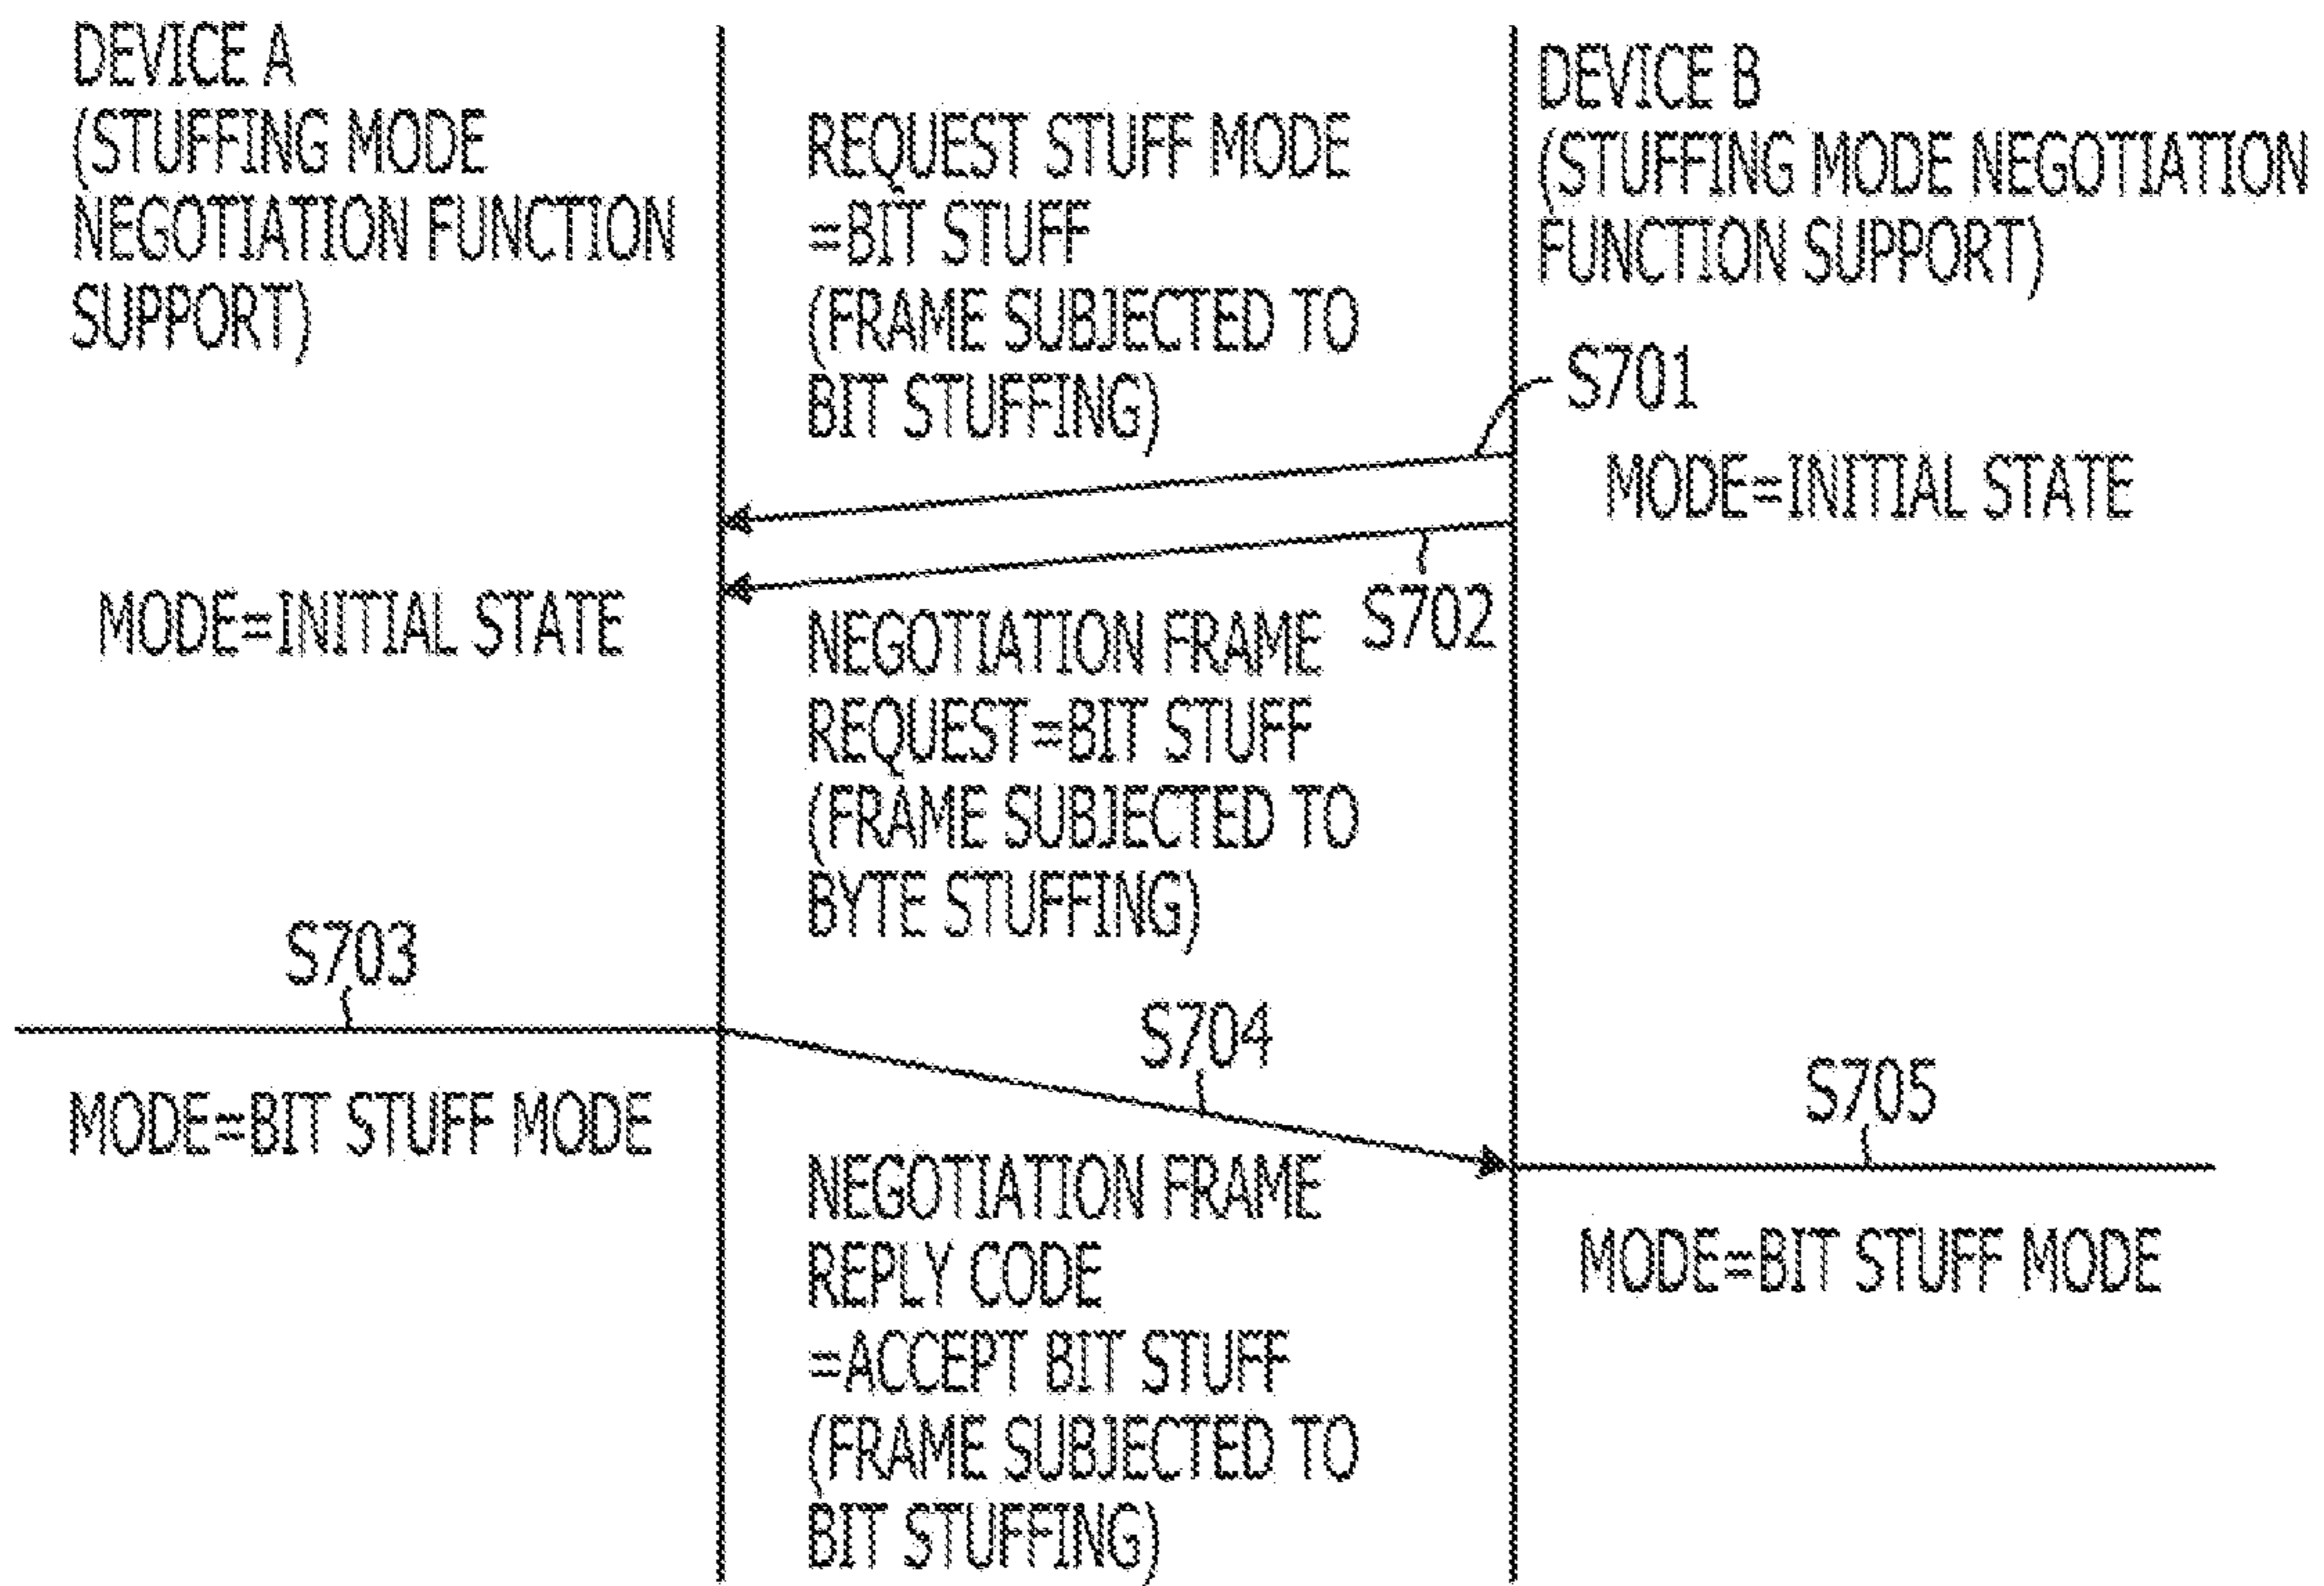 DEVICE A
(STUFFING MODE
NEGOTIATION FUNCTION
SUPPORT)
REQUEST STUFF MODE
=BIT STUFF
(FRAME SUBJECTED TO
BIT STUFFING)
DEVICE B
(STUFFING MODE NEGOTIATION
FUNCTION SUPPORT)
S701
MODE=INITIAL STATE
S702
MODE=INITIAL STATE
NEGOTIATION FRAME
REQUEST=BIT STUFF
(FRAME SUBJECTED TO
BYTE STUFFING)
S703
MODE=BIT STUFF MODE
S704
NEGOTIATION FRAME
REPLY CODE
=ACCEPT BIT STUFF
(FRAME SUBJECTED TO
BIT STUFFING)
S705
MODE=BIT STUFF MODE